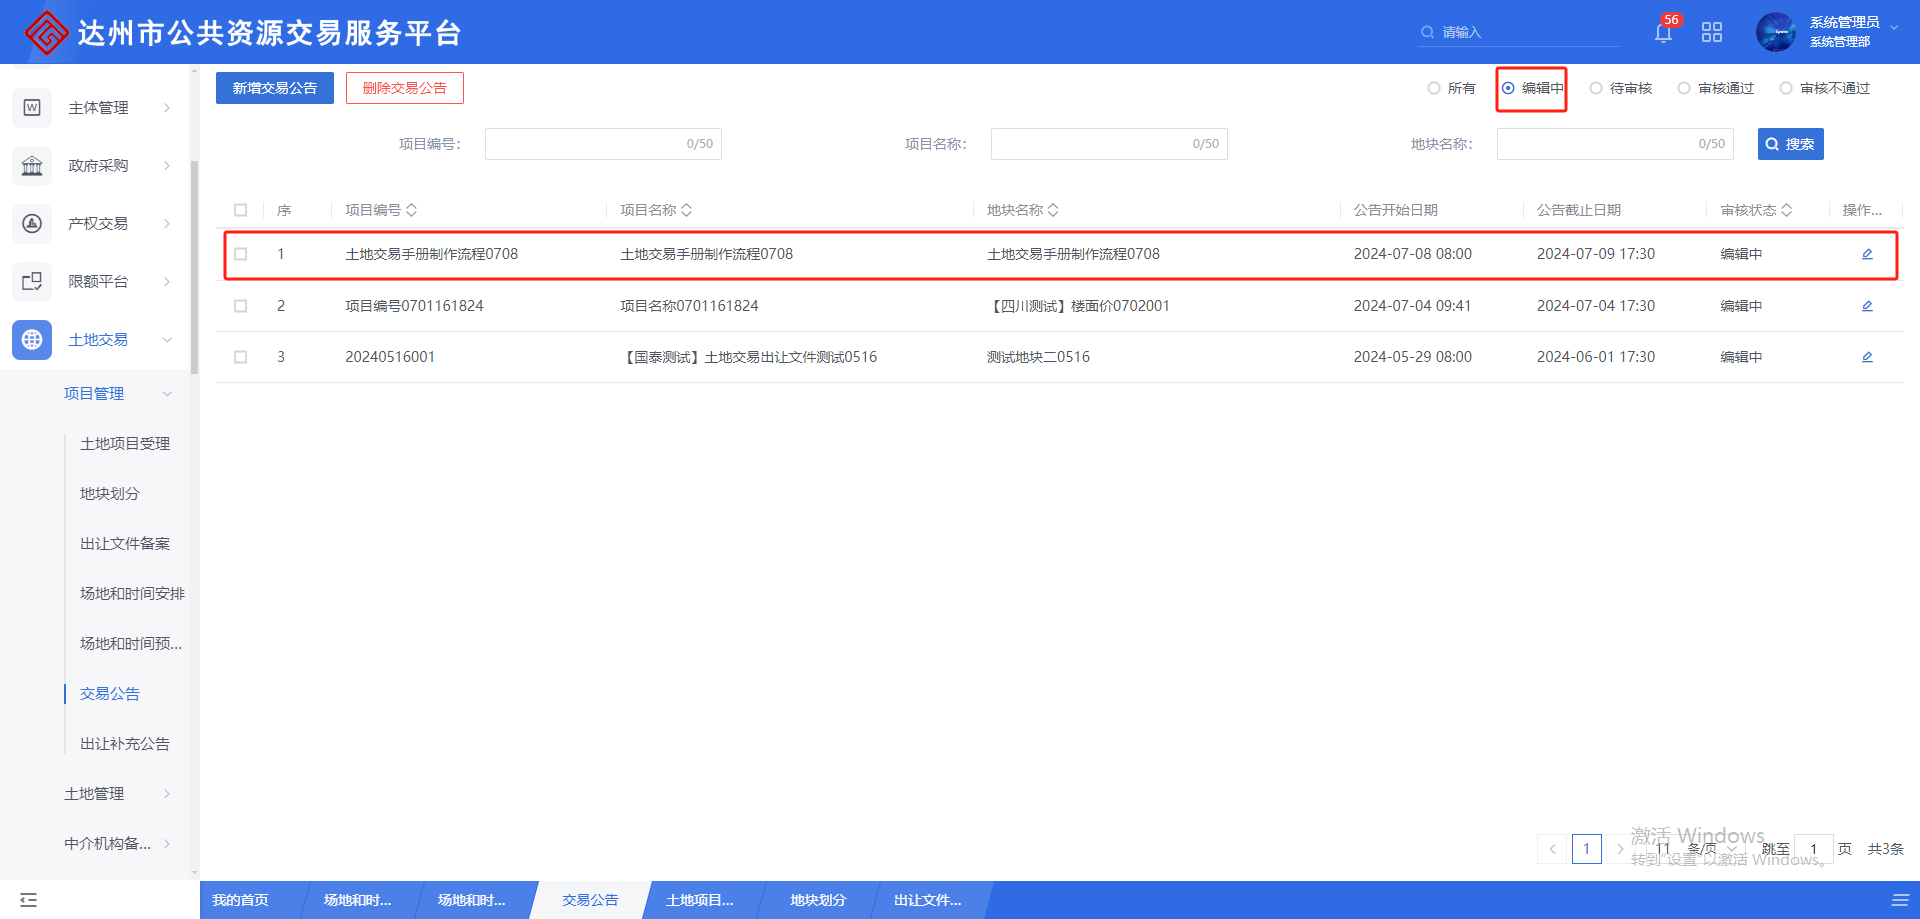 达州市公共资源交易服务平台
请输入
56
系统管理员
系统管理部
主体管理
政府采购
产权交易
限额平台
土地交易
项目管理
土地项目受理
地块划分
出让文件备案
场地和时间安排
场地和时间预...
交易公告
出让补充公告
土地管理
中介机构备...
新增交易公告 删除交易公告
所有 编辑中 待审核 审核通过 审核不通过
项目编号: 0/50 项目名称: 0/50 地块名称: 0/50 搜索
序 项目编号 项目名称 地块名称 公告开始日期 公告截止日期 审核状态 操作...
1 土地交易手册制作流程0708 土地交易手册制作流程0708 土地交易手册制作流程0708 2024-07-08 08:00 2024-07-09 17:30 编辑中
2 项目编号0701161824 项目名称0701161824 【四川测试】楼面价0702001 2024-07-04 09:41 2024-07-04 17:30 编辑中
3 20240516001 【国泰测试】土地交易出让文件测试0516 测试地块二0516 2024-05-29 08:00 2024-06-01 17:30 编辑中
1 11 条/页 跳至 1 页 共3条
激活 Windows
转到"设置"以激活 Windows。
我的首页 场地和时... 场地和时... 交易公告 土地项目... 地块划分 出让文件...